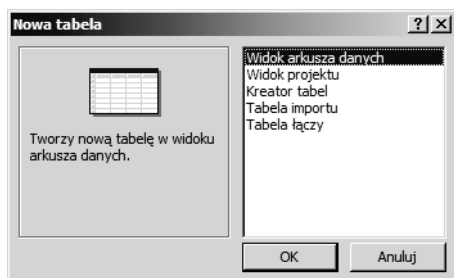 Nowa tabela
Tworzy nową tabelę w widoku
arkusza danych.
Widok arkusza danych
Widok projektu
Kreator tabel
Tabela importu
Tabela łączy
OK
Anuluj